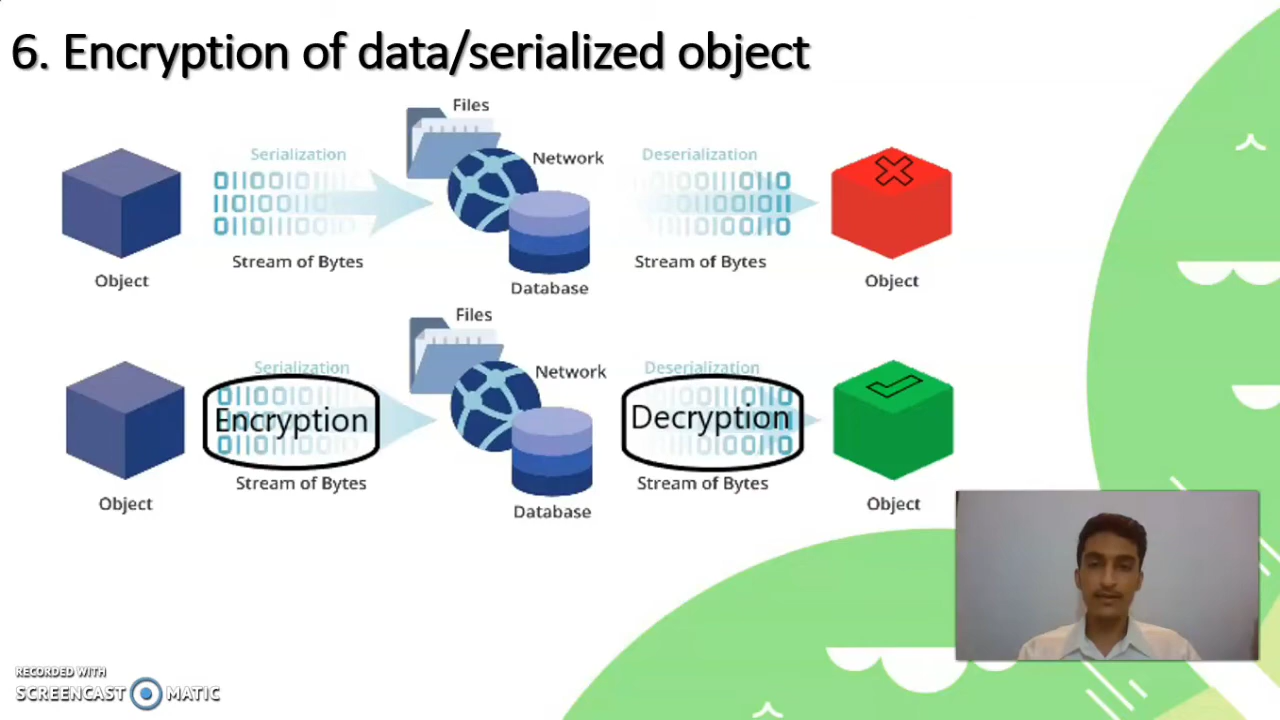 6. Encryption of data/serialized object
Files
Serialization
Network
Deserialization
Stream of Bytes
Stream of Bytes
Object
Database
Object
Files
Serialization
Network
Deserialization
Encryption
Decryption
Stream of Bytes
Stream of Bytes
Object
Database
Object
RECORDED WITH
SCREENCAST MATIC